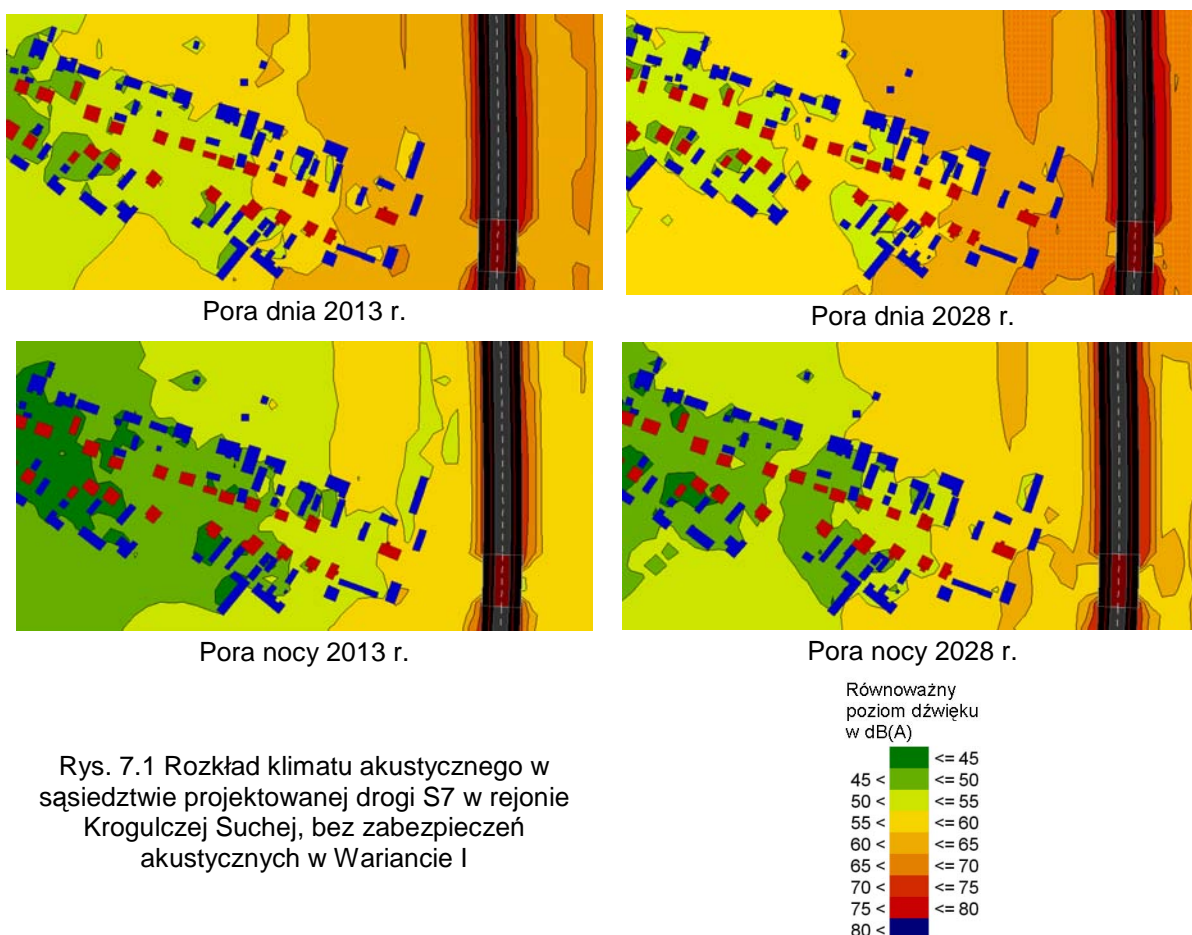 Pora dnia 2013 r.
Pora dnia 2028 r.
Pora nocy 2013 r.
Pora nocy 2028 r.
Rys. 7.1 Rozkład klimatu akustycznego w
sąsiedztwie projektowanej drogi S7 w rejonie
Krogulczej Suchej, bez zabezpieczeń
akustycznych w Wariancie I
Równoważny
poziom dźwięku
w dB(A)
<= 45
45 < <= 50
50 < <= 55
55 < <= 60
60 < <= 65
65 < <= 70
70 < <= 75
75 < <= 80
80 <